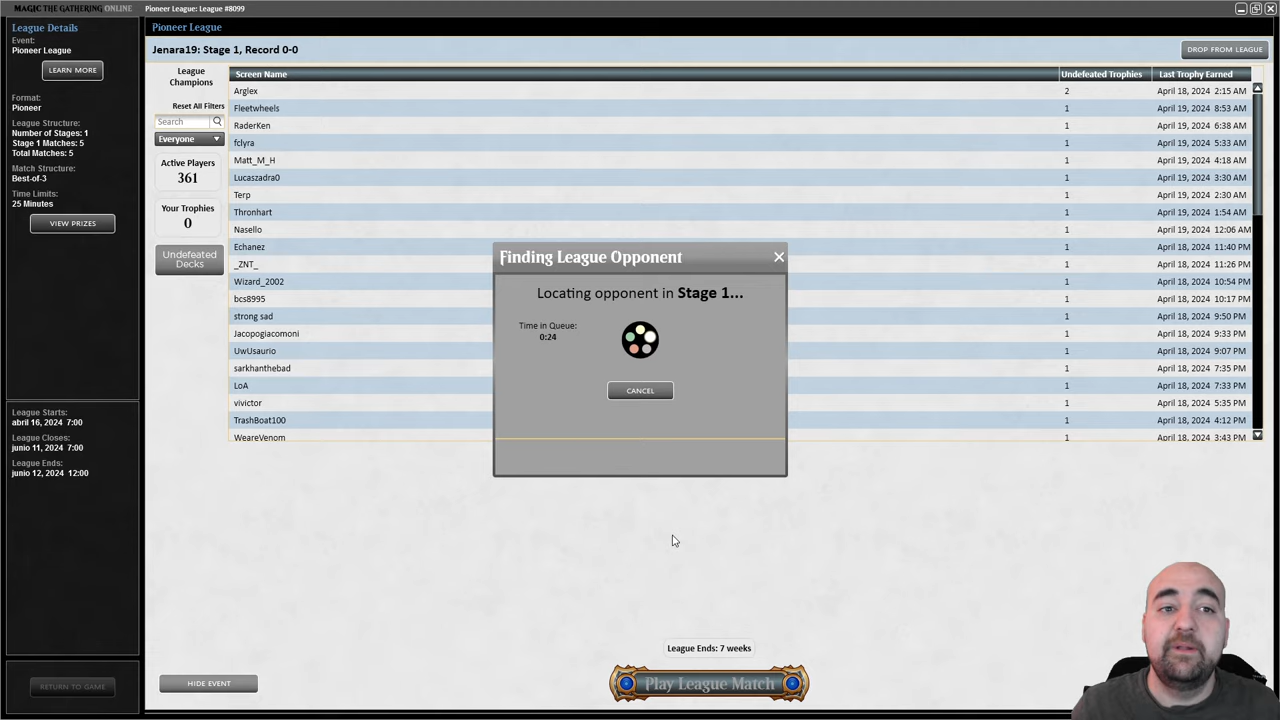 MAGIC THE GATHERING ONLINE
Pioneer League: League #8099
League Details
Event:
Pioneer League
LEARN MORE
Format:
Pioneer
League Structure:
Number of Stages: 1
Stage 1 Matches: 5
Total Matches: 5
Match Structure:
Best-of-3
Time Limits:
25 Minutes
VIEW PRIZES
League Starts:
abril 16, 2024 7:00
League Closes:
junio 11, 2024 7:00
League Ends:
junio 12, 2024 12:00
RETURN TO GAME
Pioneer League
Jenara19: Stage 1, Record 0-0
DROP FROM LEAGUE
League
Champions
Reset All Filters
Search
Everyone
Active Players
361
Your Trophies
0
Undefeated
Decks
Screen Name Undefeated Trophies Last Trophy Earned
Arglex 2 April 18, 2024 2:15 AM
Fleetwheels 1 April 19, 2024 8:53 AM
RaderKen 1 April 19, 2024 6:38 AM
fclyra 1 April 19, 2024 5:33 AM
Matt_M_H 1 April 19, 2024 4:18 AM
Lucaszadra0 1 April 19, 2024 3:30 AM
Terp 1 April 19, 2024 2:30 AM
Thronhart 1 April 19, 2024 1:54 AM
Nasello 1 April 19, 2024 12:06 AM
Echanez 1 April 18, 2024 11:40 PM
_ZNT_ 1 April 18, 2024 11:26 PM
Wizard_2002 1 April 18, 2024 10:54 PM
bcs8995 1 April 18, 2024 10:17 PM
strong sad 1 April 18, 2024 9:50 PM
Jacopogiacomoni 1 April 18, 2024 9:33 PM
UwUsaurio 1 April 18, 2024 9:07 PM
sarkhanthebad 1 April 18, 2024 7:35 PM
LoA 1 April 18, 2024 7:33 PM
vivictor 1 April 18, 2024 5:35 PM
TrashBoat100 1 April 18, 2024 4:12 PM
WeareVenom 1 April 18, 2024 3:43 PM
Finding League Opponent
Locating opponent in Stage 1...
Time in Queue:
0:24
CANCEL
League Ends: 7 weeks
HIDE EVENT
Play League Match